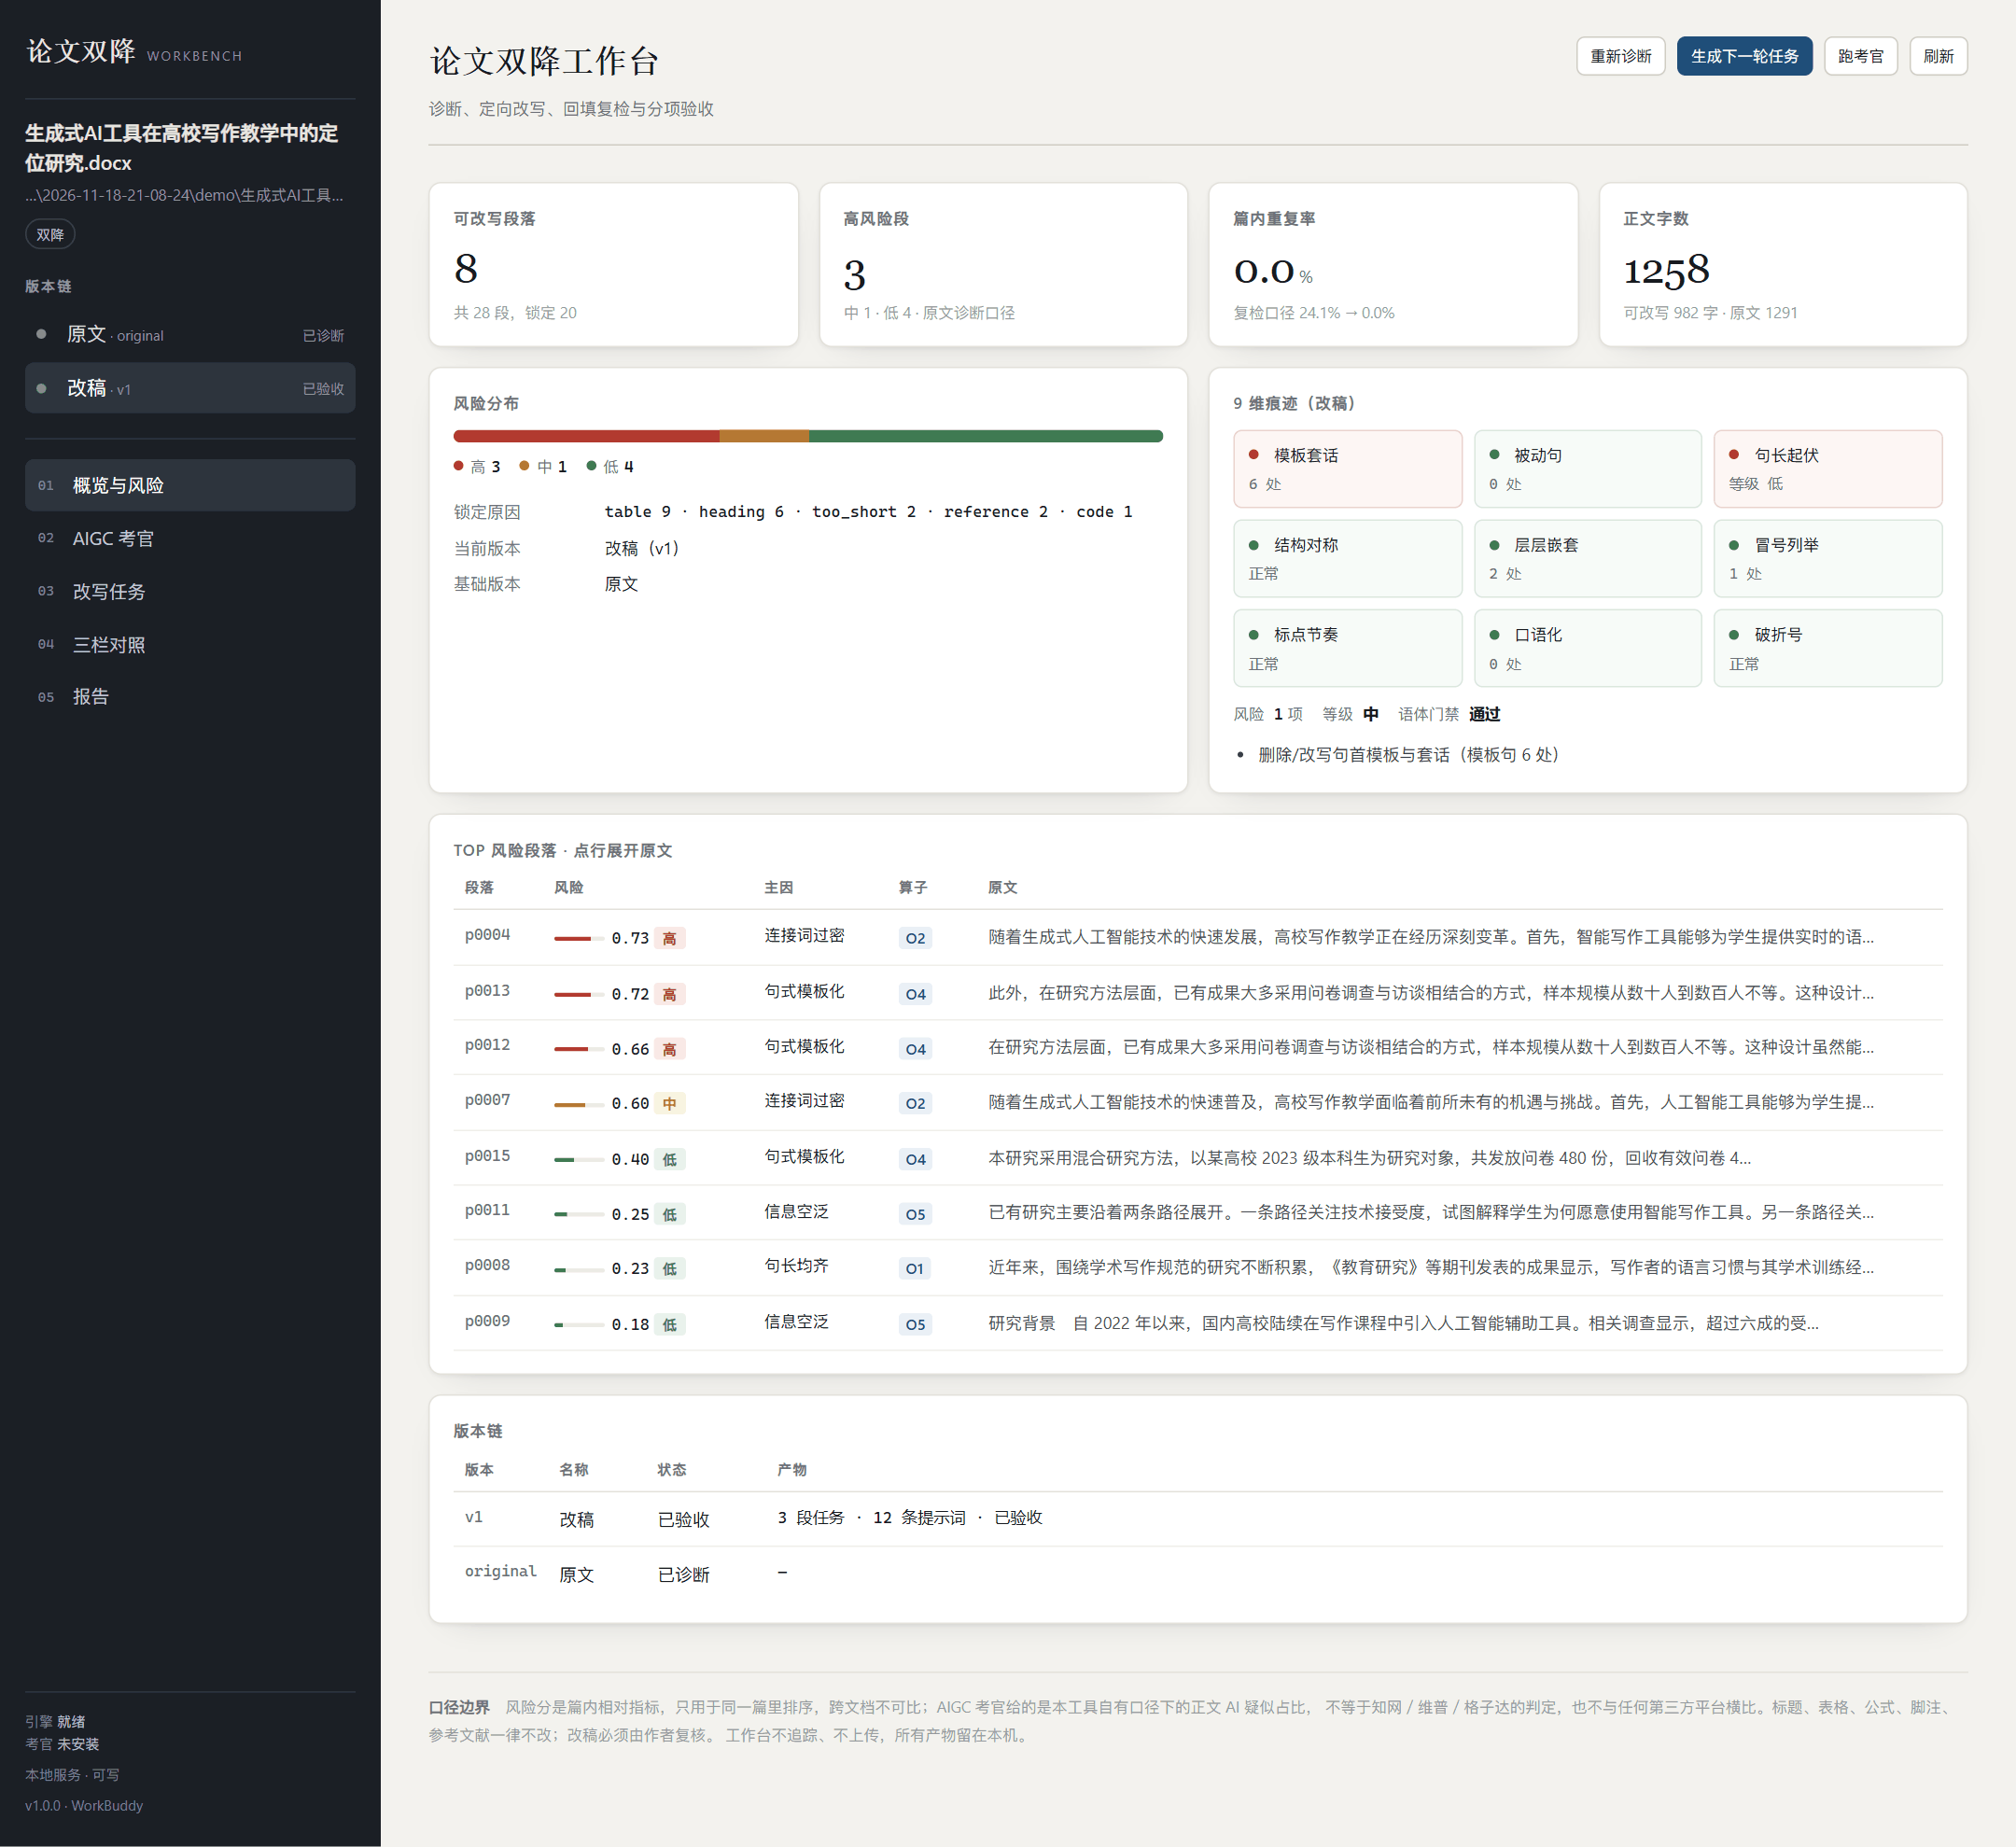 论文双降 WORKBENCH
生成式AI工具在高校写作教学中的定
位研究.docx
...\2026-11-18-21-08-24\demo\生成式AI工具...
双降
版本链
原文 · original 已诊断
改稿 · v1 已验收
01 概览与风险
02 AIGC 考官
03 改写任务
04 三栏对照
05 报告
引擎 就绪
考官 未安装
本地服务 · 可写
v1.0.0 · WorkBuddy
论文双降工作台
诊断、定向改写、回填复检与分项验收
重新诊断 生成下一轮任务 跑考官 刷新
可改写段落
8
共 28 段，锁定 20
高风险段
3
中 1 · 低 4 · 原文诊断口径
篇内重复率
0.0 %
复检口径 24.1% → 0.0%
正文字数
1258
可改写 982 字 · 原文 1291
风险分布
高 3 中 1 低 4
锁定原因 table 9 · heading 6 · too_short 2 · reference 2 · code 1
当前版本 改稿（v1）
基础版本 原文
9 维痕迹（改稿）
模板套话
6 处
被动句
0 处
句长起伏
等级 低
结构对称
正常
层层嵌套
2 处
冒号列举
1 处
标点节奏
正常
口语化
0 处
破折号
正常
风险 1 项 等级 中 语体门禁 通过
• 删除/改写句首模板与套话（模板句 6 处）
TOP 风险段落 · 点行展开原文
段落 风险 主因 算子 原文
p0004 0.73 高 连接词过密 O2 随着生成式人工智能技术的快速发展，高校写作教学正在经历深刻变革。首先，智能写作工具能够为学生提供实时的语...
p0013 0.72 高 句式模板化 O4 此外，在研究方法层面，已有成果大多采用问卷调查与访谈相结合的方式，样本规模从数十人到数百人不等。这种设计...
p0012 0.66 高 句式模板化 O4 在研究方法层面，已有成果大多采用问卷调查与访谈相结合的方式，样本规模从数十人到数百人不等。这种设计虽然能...
p0007 0.60 中 连接词过密 O2 随着生成式人工智能技术的快速普及，高校写作教学面临着前所未有的机遇与挑战。首先，人工智能工具能够为学生提...
p0015 0.40 低 句式模板化 O4 本研究采用混合研究方法，以某高校 2023 级本科生为研究对象，共发放问卷 480 份，回收有效问卷 4...
p0011 0.25 低 信息空泛 O5 已有研究主要沿着两条路径展开。一条路径关注技术接受度，试图解释学生为何愿意使用智能写作工具。另一条路径关...
p0008 0.23 低 句长均齐 O1 近年来，围绕学术写作规范的研究不断积累，《教育研究》等期刊发表的成果显示，写作者的语言习惯与其学术训练经...
p0009 0.18 低 信息空泛 O5 研究背景 自 2022 年以来，国内高校陆续在写作课程中引入人工智能辅助工具。相关调查显示，超过六成的受...
版本链
版本 名称 状态 产物
v1 改稿 已验收 3 段任务 · 12 条提示词 · 已验收
original 原文 已诊断 —
口径边界 风险分是篇内相对指标，只用于同一篇里排序，跨文档不可比；AIGC 考官给的是本工具自有口径下的正文 AI 疑似占比， 不等于知网 / 维普 / 格子达的判定，也不与任何第三方平台横比。标题、表格、公式、脚注、
参考文献一律不改；改稿必须由作者复核。 工作台不追踪、不上传，所有产物留在本机。